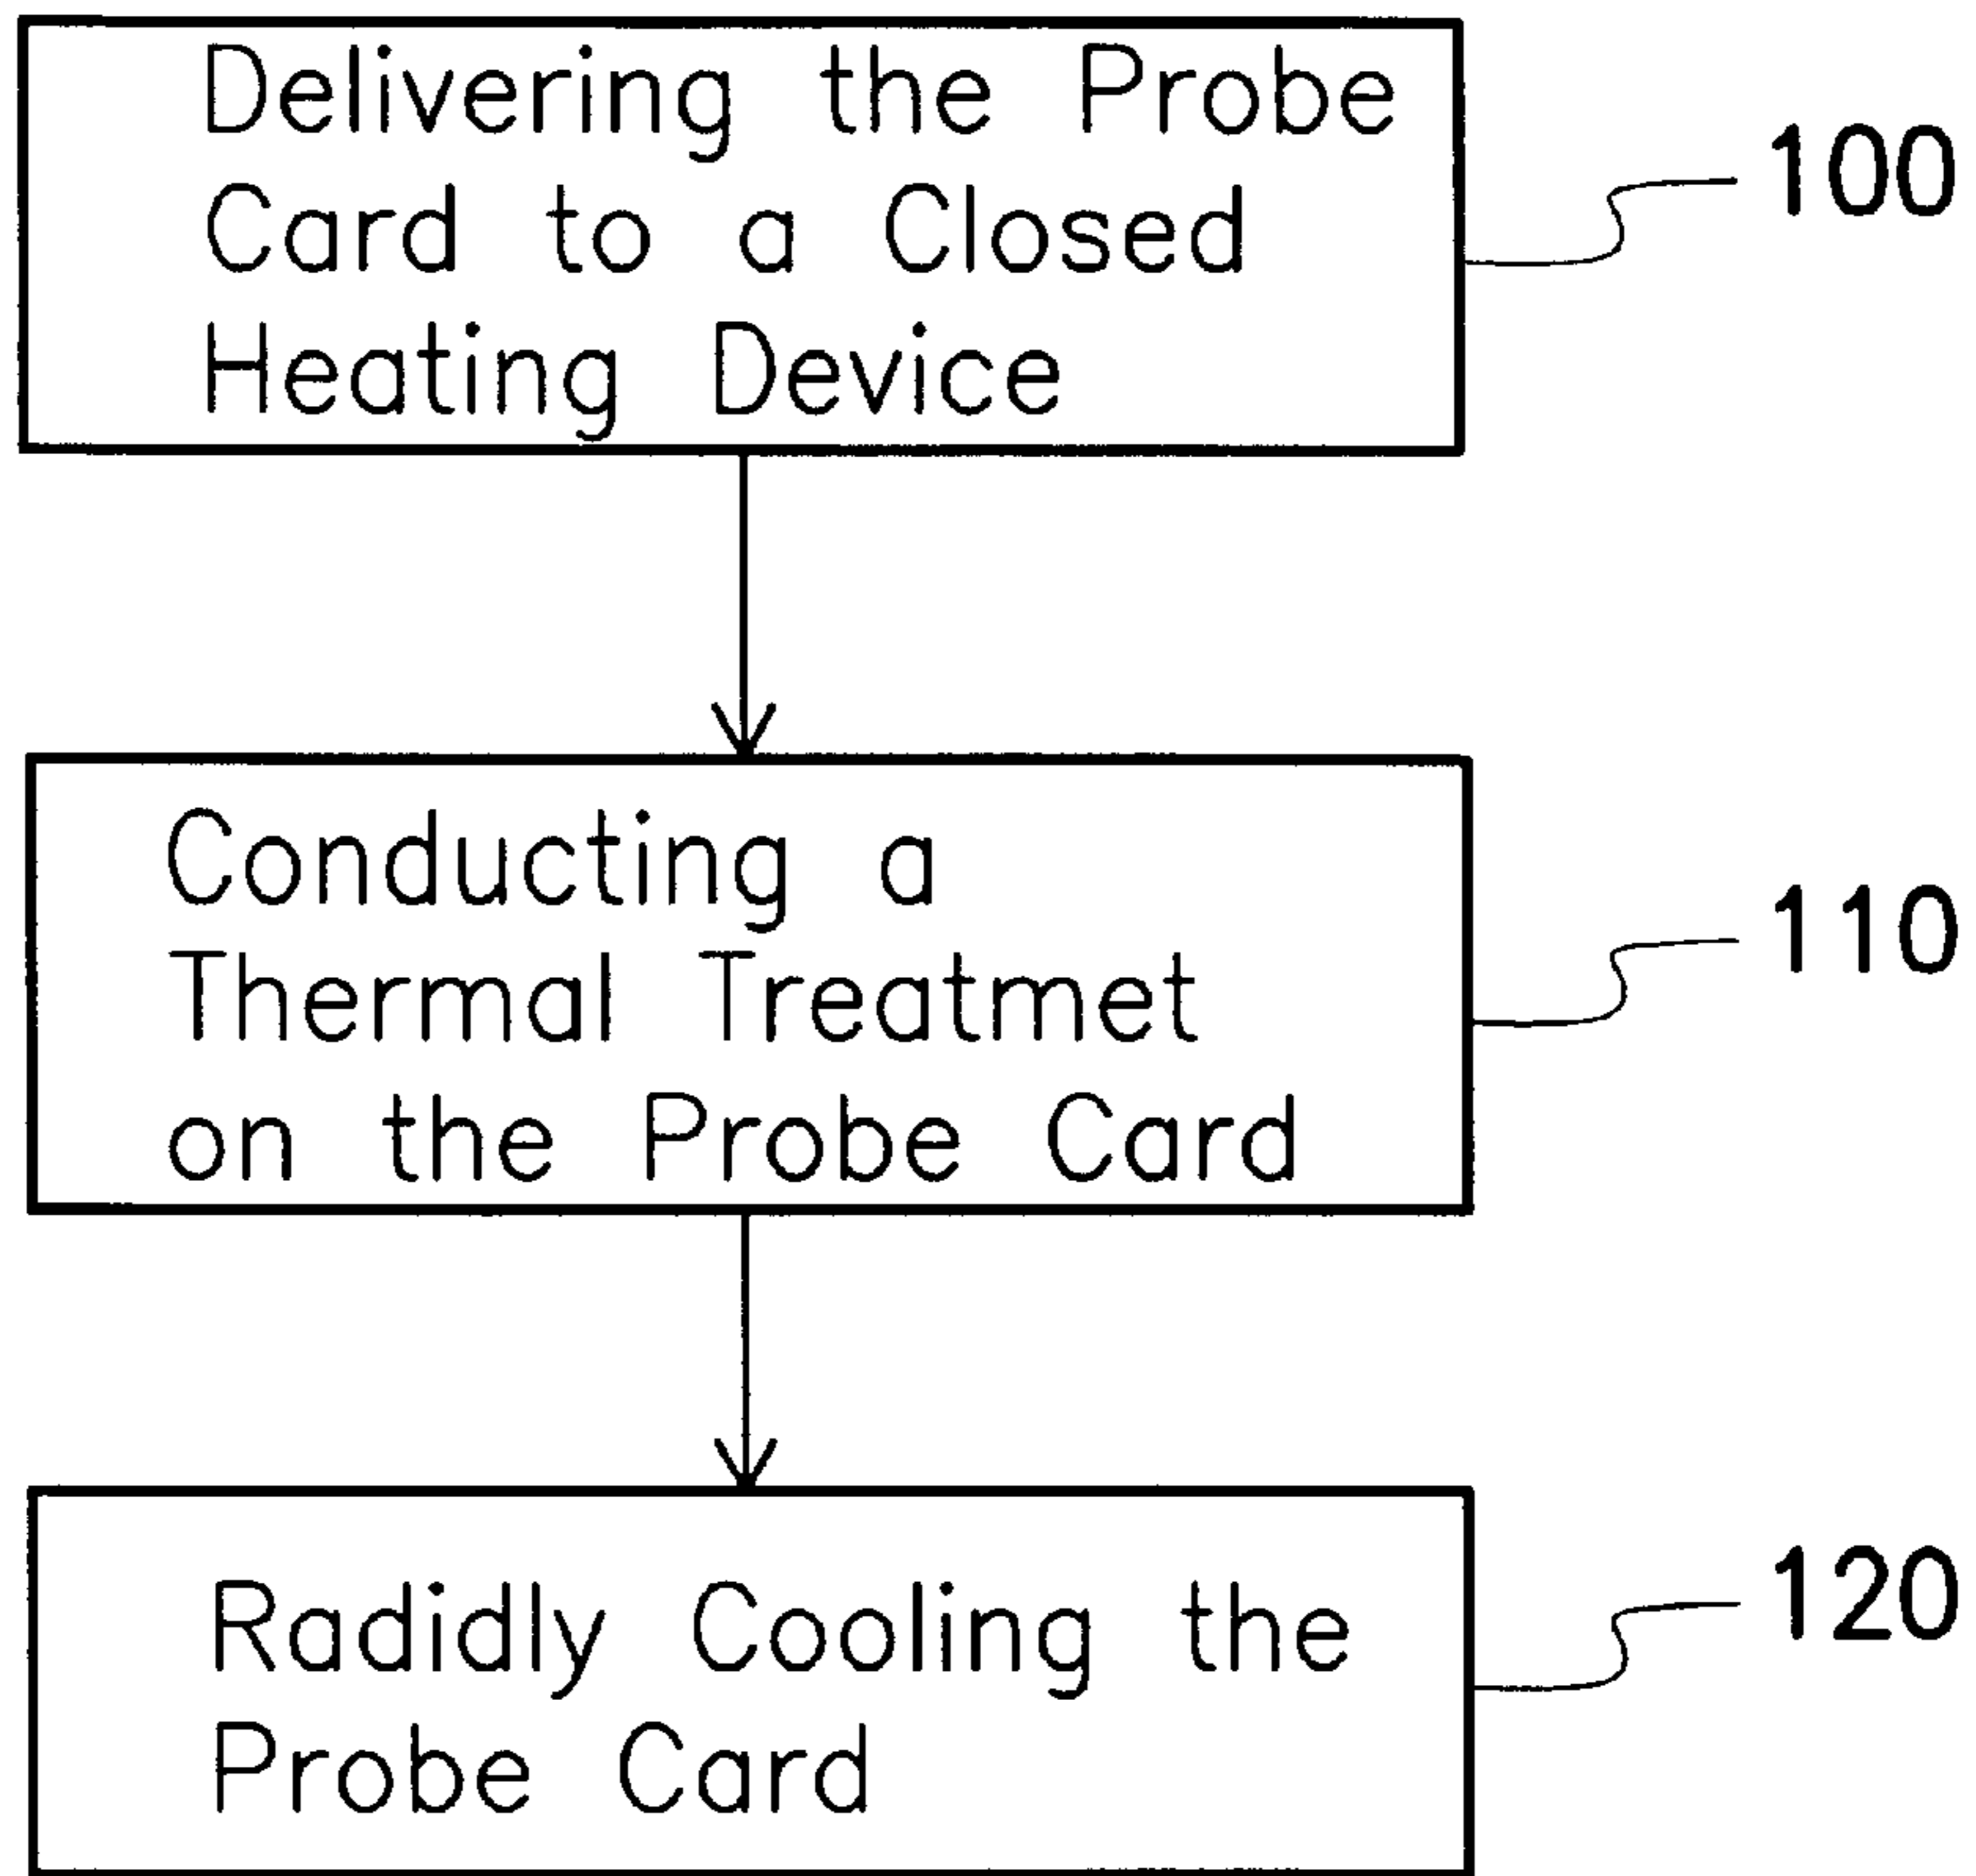 Delivering the Probe
Card to a Closed
Heating Device
100
Conducting a
Thermal Treatmet
on the Probe Card
110
Radidly Cooling the
Probe Card
120